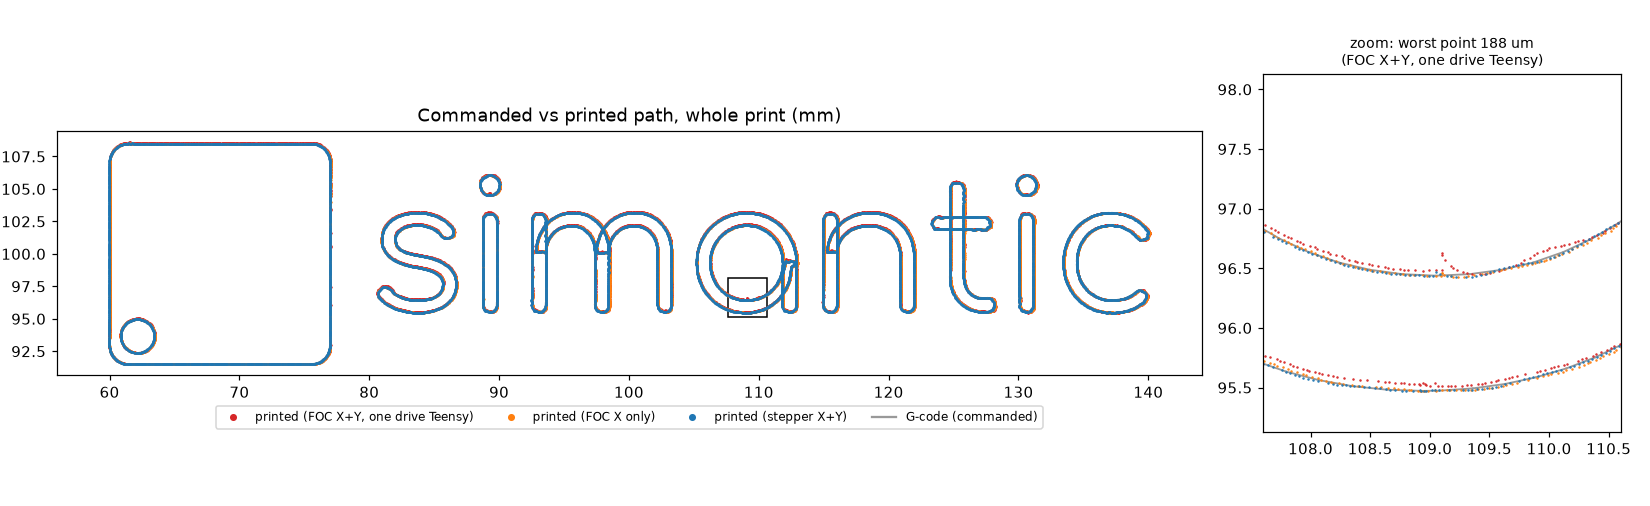 zoom: worst point 188 um
(FOC X+Y, one drive Teensy)
Commanded vs printed path, whole print (mm)
simantic
107.5
105.0
102.5
100.0
97.5
95.0
92.5
60 70 80 90 100 110 120 130 140
98.0
97.5
97.0
96.5
96.0
95.5
108.0 108.5 109.0 109.5 110.0 110.5
printed (FOC X+Y, one drive Teensy) printed (FOC X only) printed (stepper X+Y) G-code (commanded)